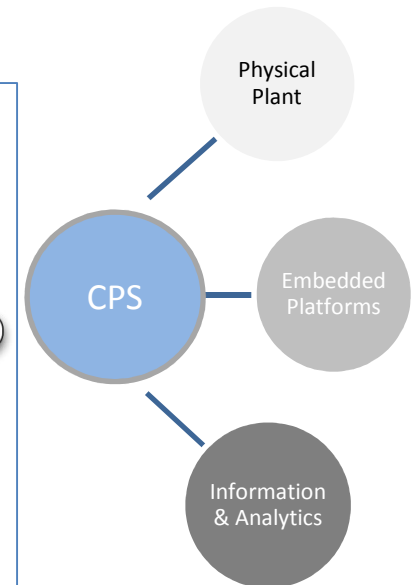 Physical
Plant
CPS
Embedded
Platforms
Information
& Analytics